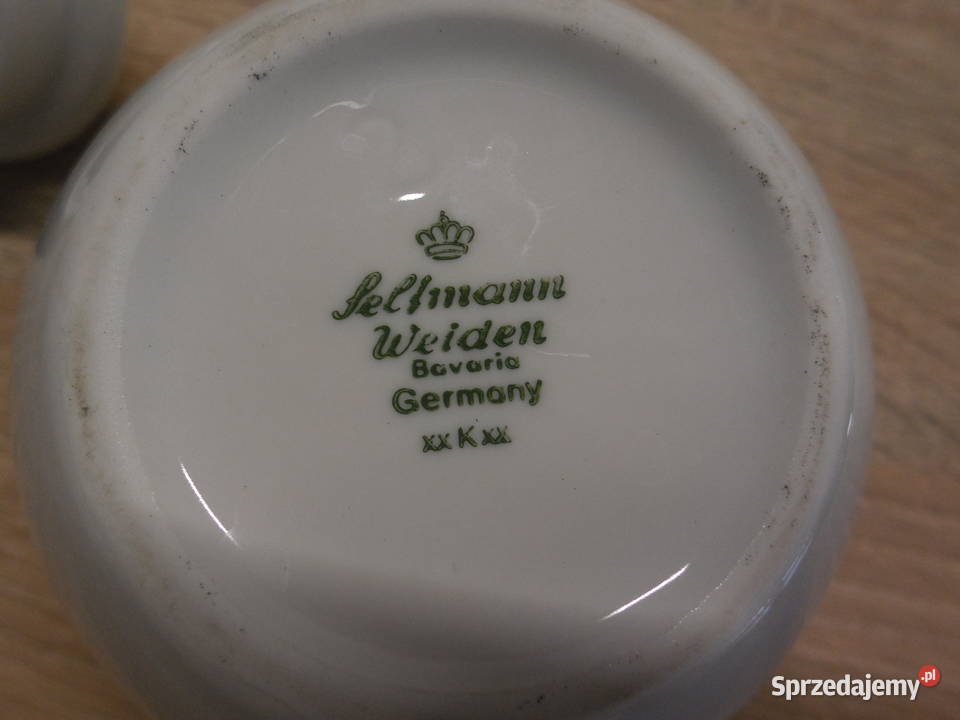 Seltmann
Weiden
Bavaria
Germany
xx K xx
Sprzedajemy.pl